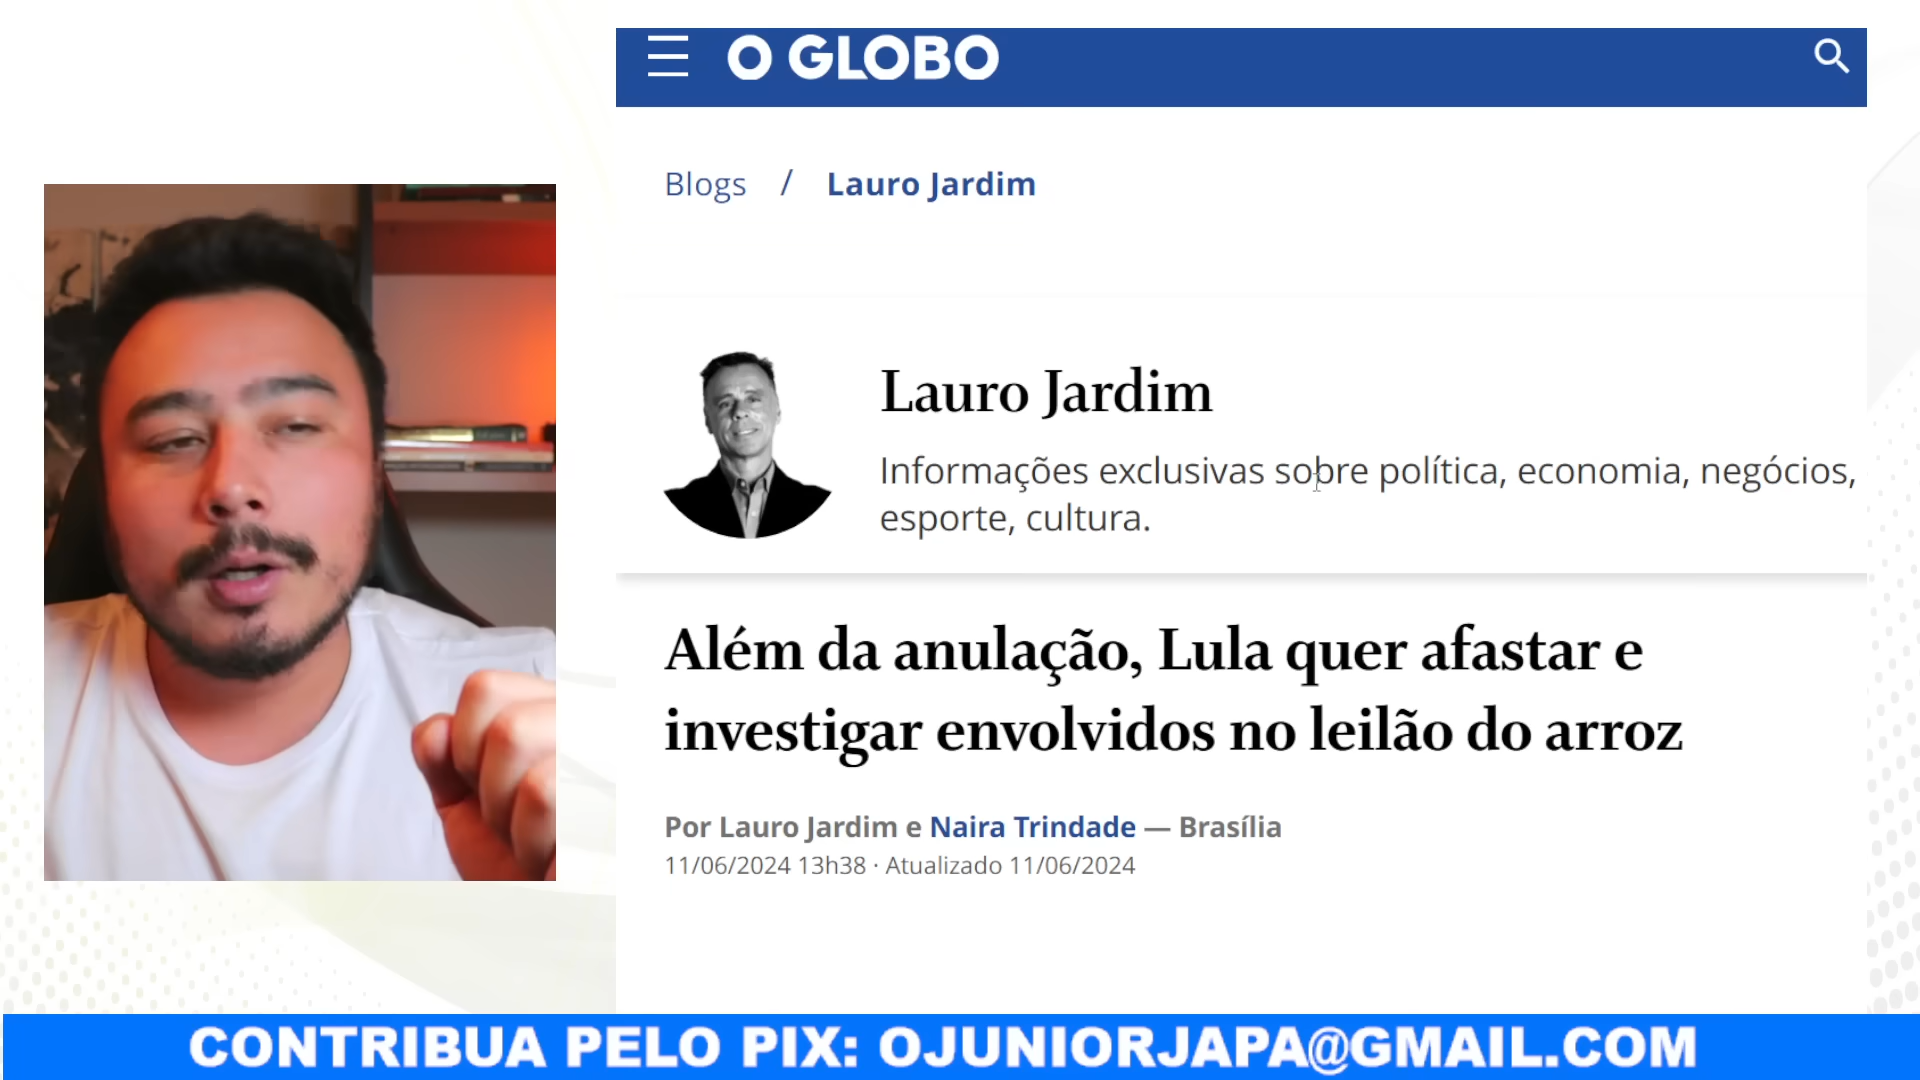 O GLOBO
Blogs / Lauro Jardim
Lauro Jardim
Informações exclusivas sobre política, economia, negócios,
esporte, cultura.
Além da anulação, Lula quer afastar e
investigar envolvidos no leilão do arroz
Por Lauro Jardim e Naira Trindade — Brasília
11/06/2024 13h38 · Atualizado 11/06/2024
CONTRIBUA PELO PIX: OJUNIORJAPA@GMAIL.COM